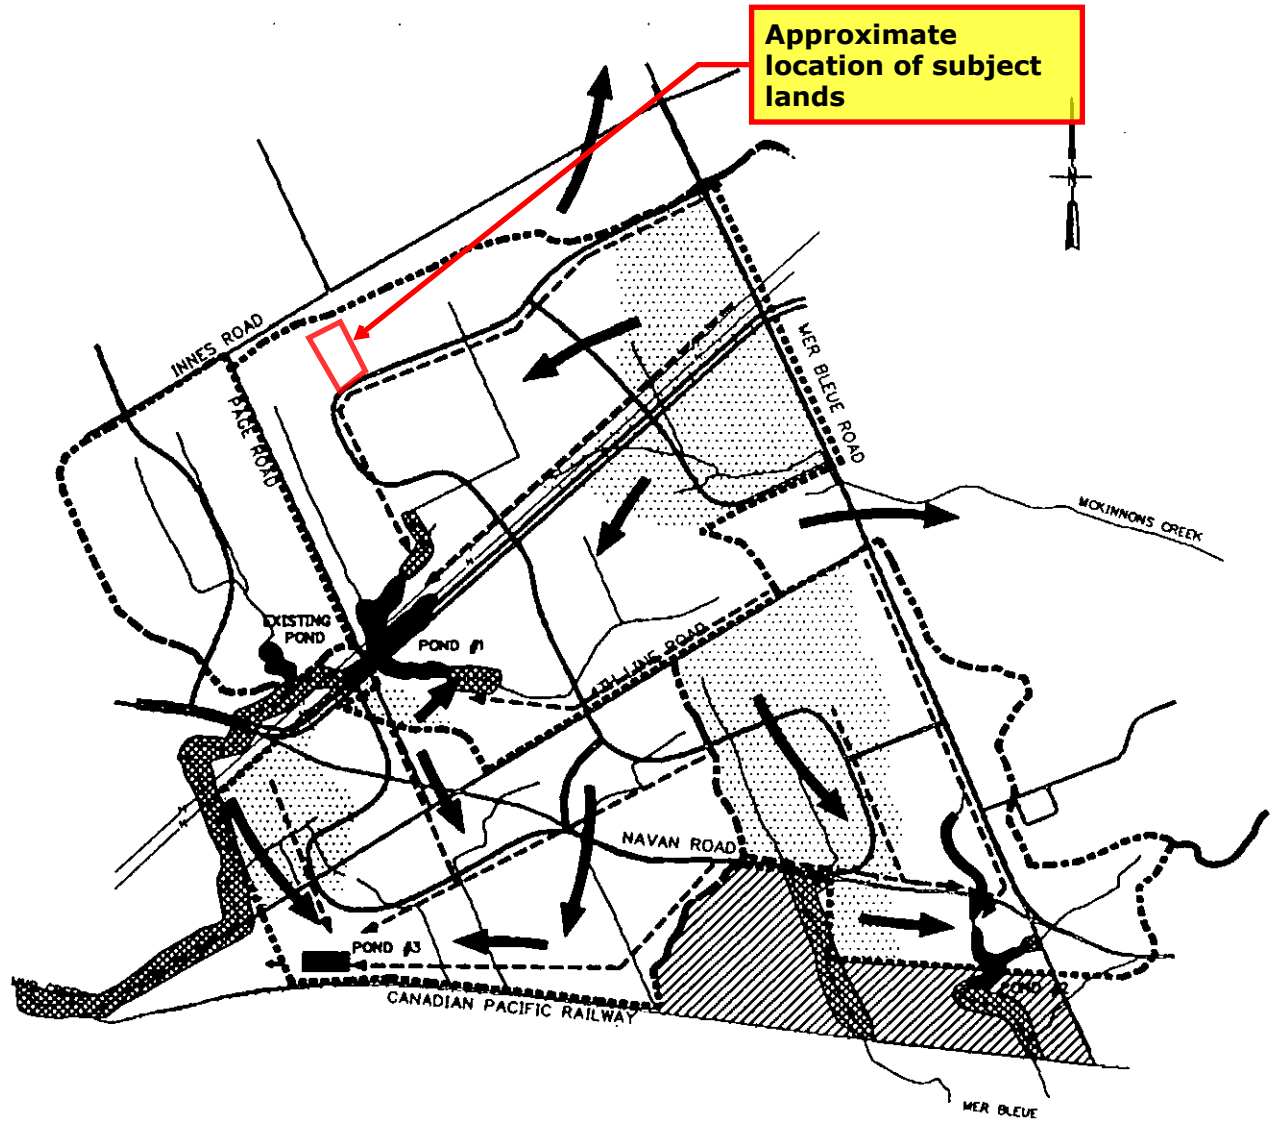 Approximate
location of subject
lands
N
INNES ROAD
PAGE ROAD
MER BLEUE ROAD
MCKINNONS CREEK
EXISTING
POND
POND #1
LINE ROAD
NAVAN ROAD
POND #3
CANADIAN PACIFIC RAILWAY
POND #2
MER BLEUE